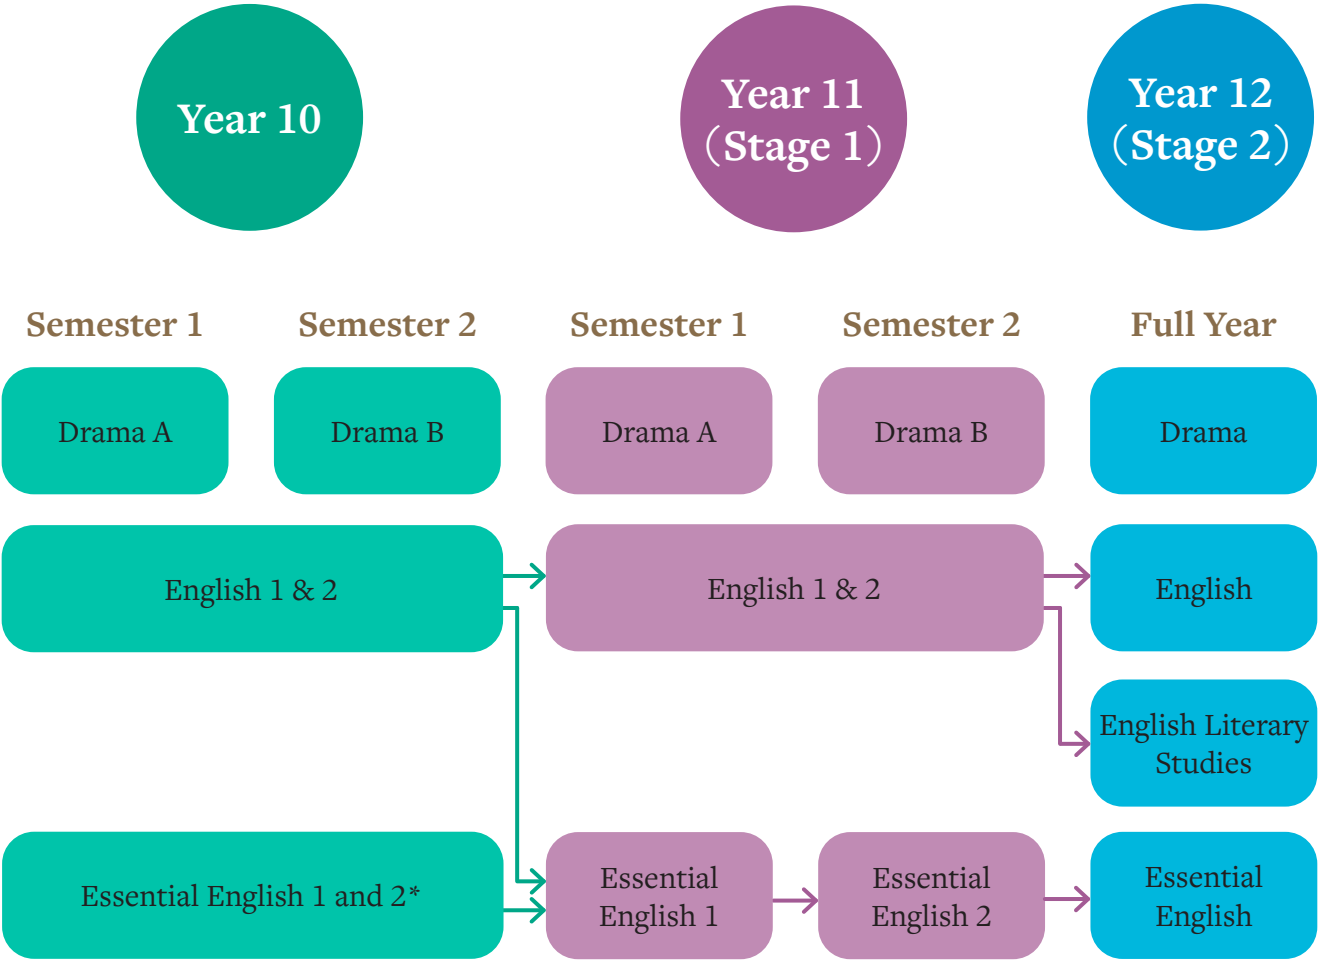 Year 10
Year 11
(Stage 1)
Year 12
(Stage 2)
Semester 1
Semester 2
Semester 1
Semester 2
Full Year
Drama A
Drama B
Drama A
Drama B
Drama
English 1 & 2
English 1 & 2
English
English Literary
Studies
Essential English 1 and 2*
Essential
English 1
Essential
English 2
Essential
English